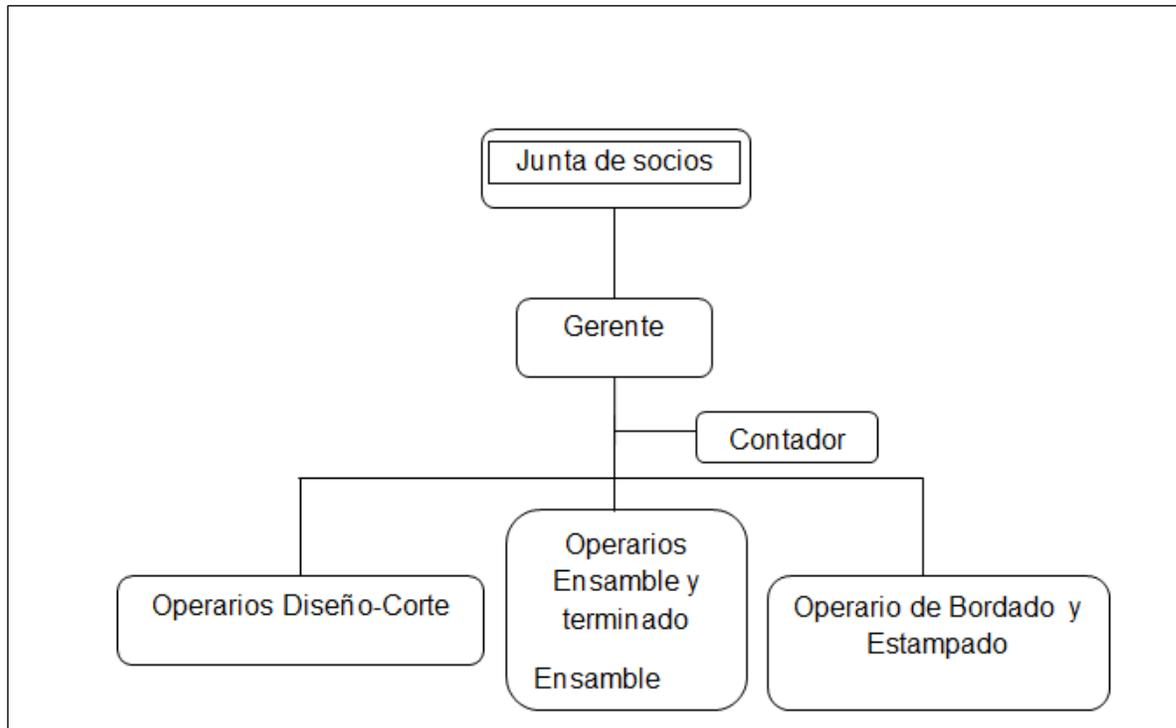 Junta de socios
Gerente
Contador
Operarios Diseño-Corte
Operarios
Ensamble y
terminado
Ensamble
Operario de Bordado y
Estampado